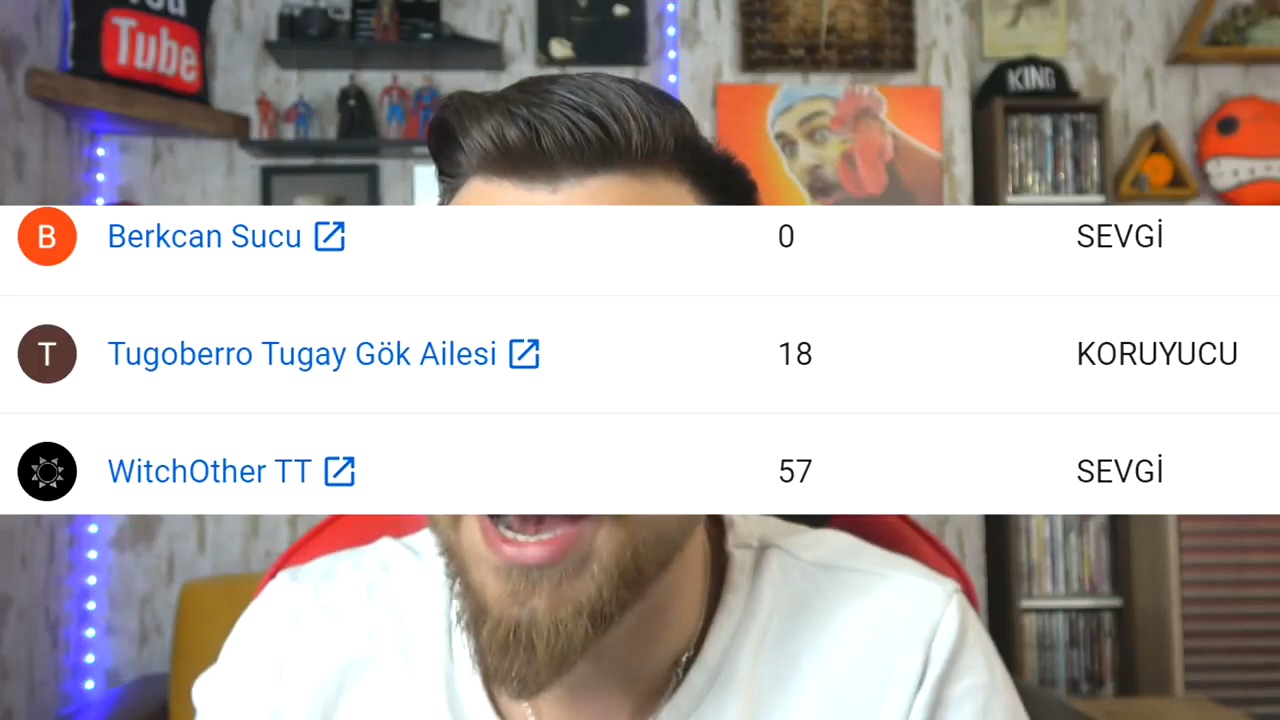 You
Tube
KING
B Berkcan Sucu 0 SEVGİ
T Tugoberro Tugay Gök Ailesi 18 KORUYUCU
WitchOther TT 57 SEVGİ